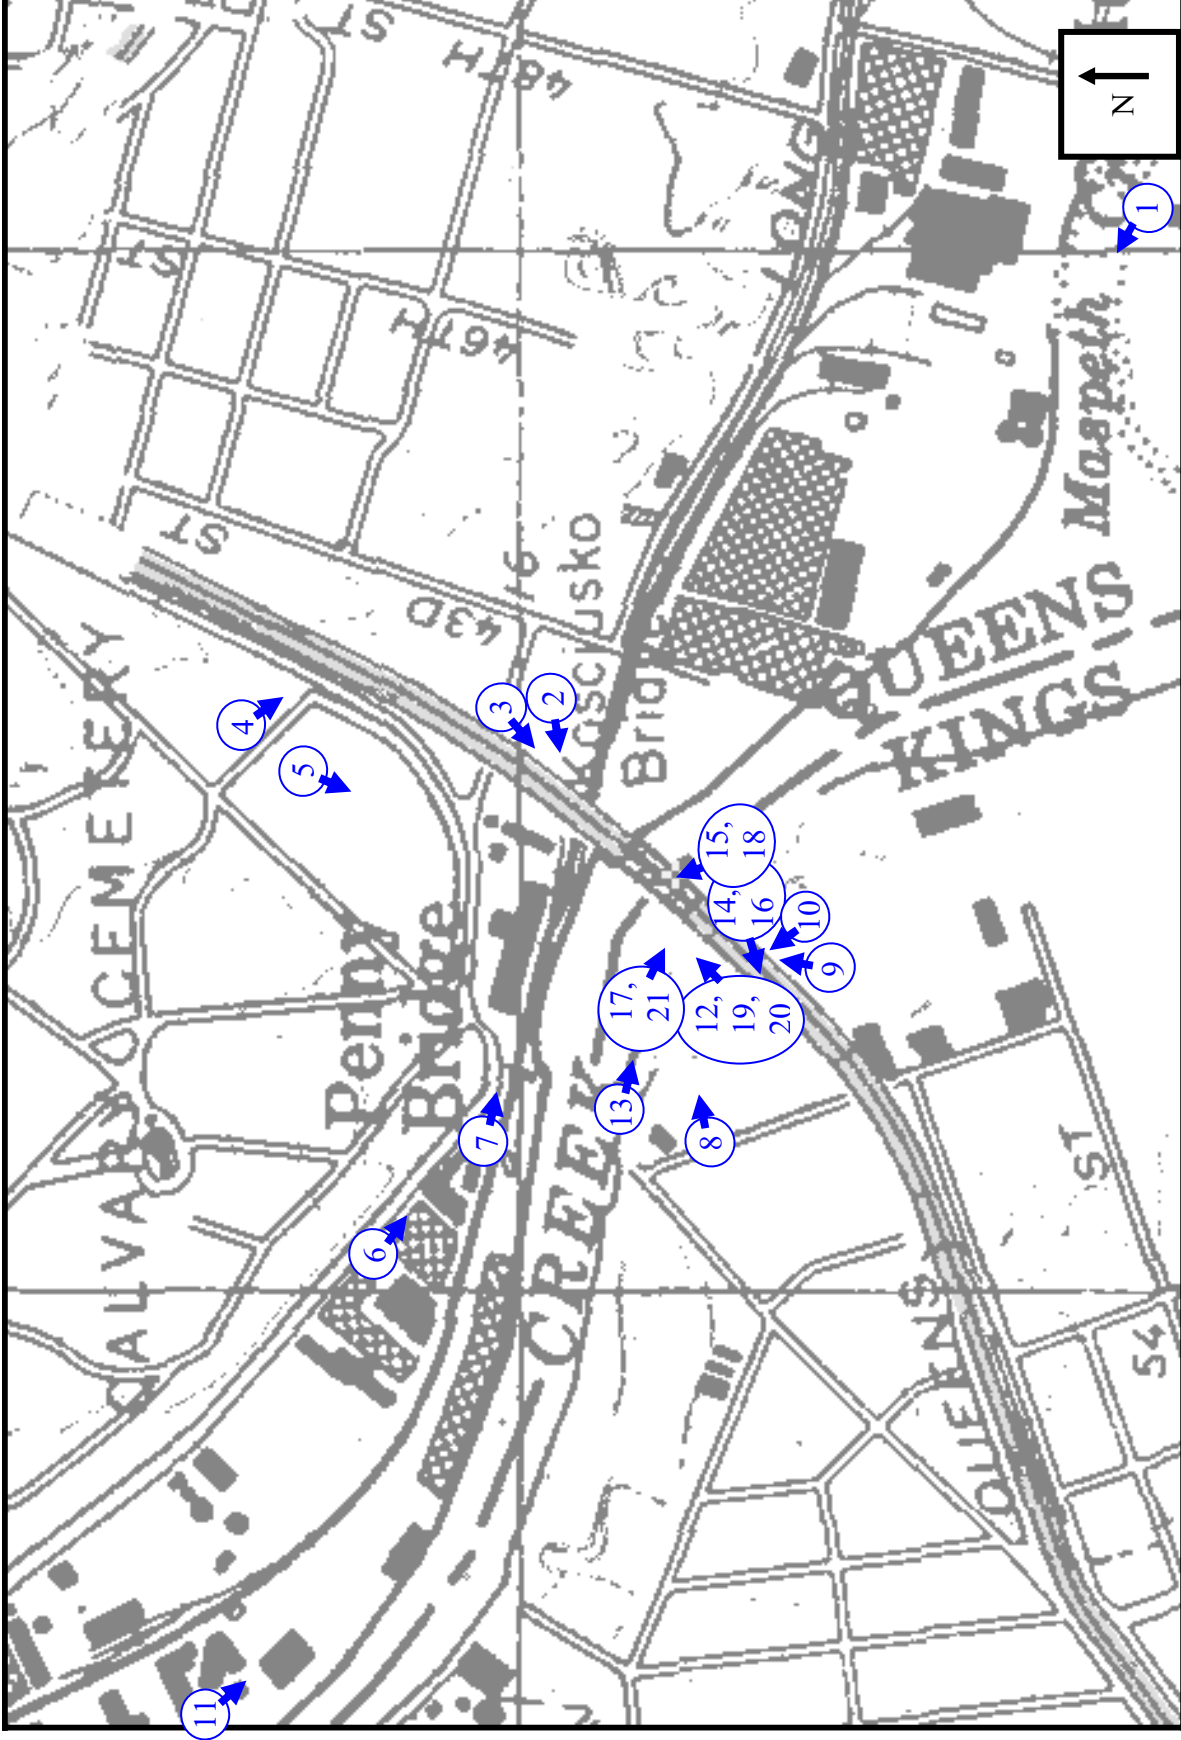 ST
48TH
ST
46TH
ST
43D
LONG
N
Kosciusko
Bridge
Maspeth
QUEENS
KINGS
CALVARY CEMETERY
Penny
Bridge
CREEK
QUEENS
ST
54
1
2
3
4
5
6
7
8
9
10
11
12,
19,
20
13
14,
16
15,
18
17,
21